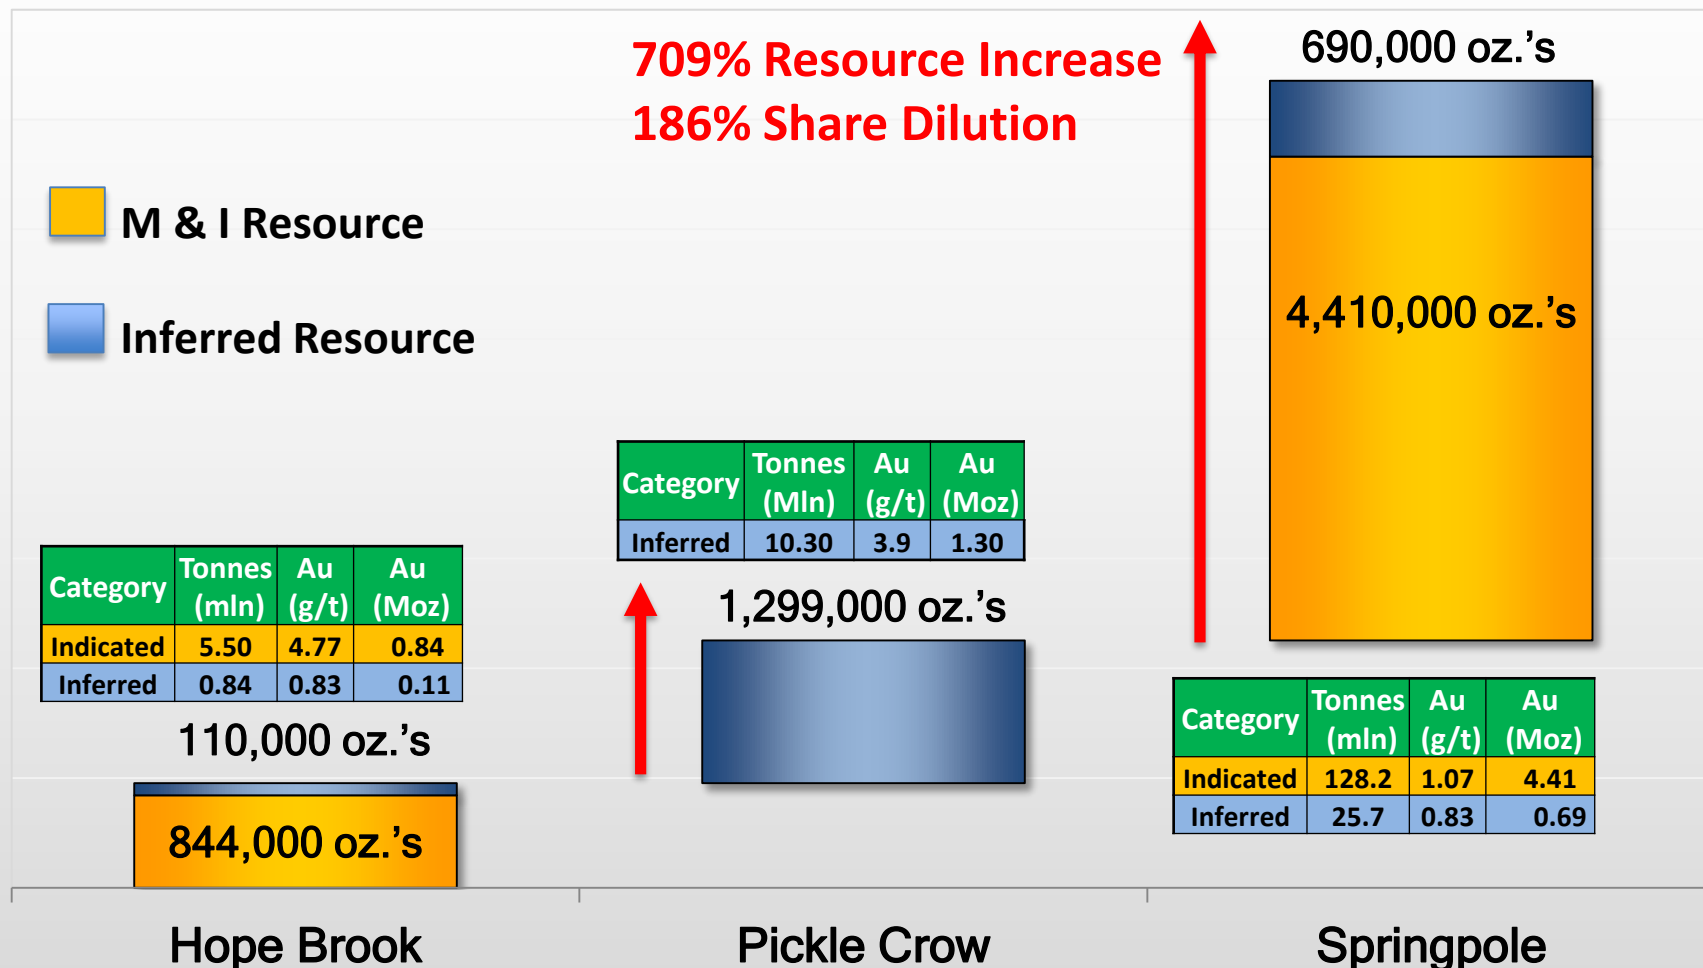 709% Resource Increase
186% Share Dilution
690,000 oz.'s
M & I Resource
Inferred Resource
4,410,000 oz.'s
Category Tonnes (Mln) Au (g/t) Au (Moz)
Inferred 10.30 3.9 1.30
1,299,000 oz.'s
Category Tonnes (mln) Au (g/t) Au (Moz)
Indicated 5.50 4.77 0.84
Inferred 0.84 0.83 0.11
110,000 oz.'s
844,000 oz.'s
Category Tonnes (mln) Au (g/t) Au (Moz)
Indicated 128.2 1.07 4.41
Inferred 25.7 0.83 0.69
Hope Brook
Pickle Crow
Springpole